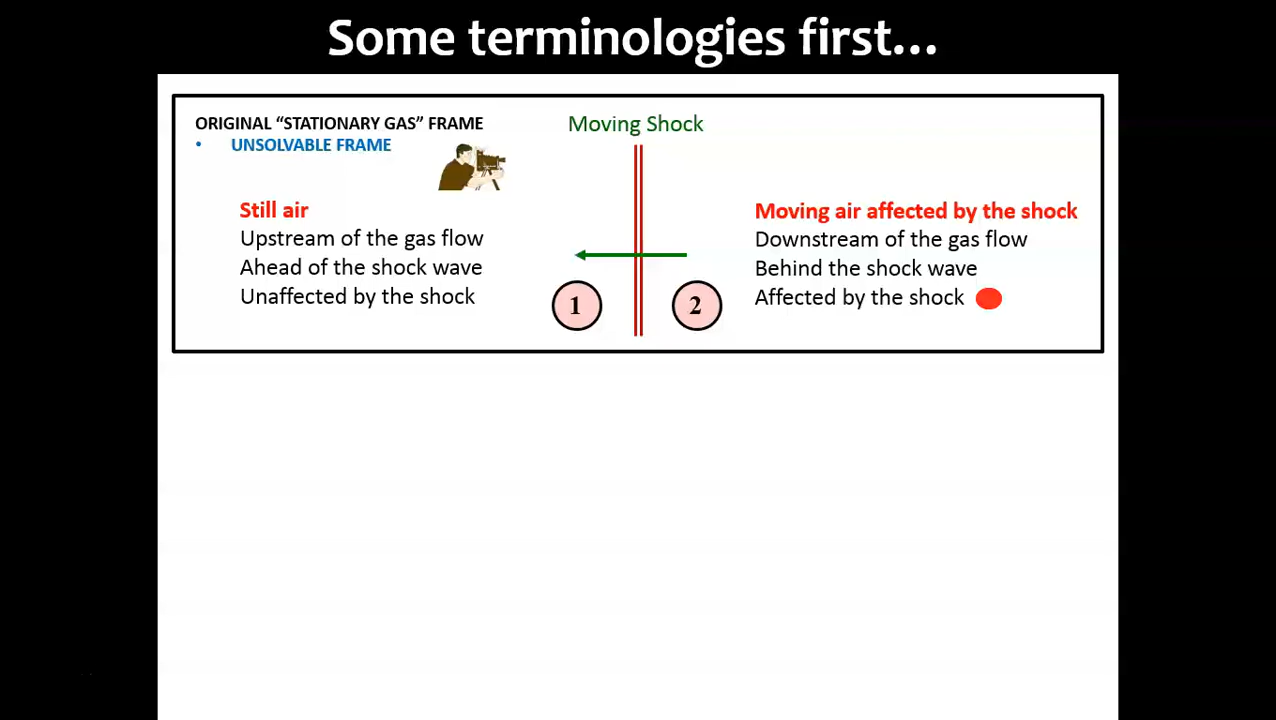 Some terminologies first...
ORIGINAL “STATIONARY GAS” FRAME
• UNSOLVABLE FRAME
Moving Shock
Still air
Upstream of the gas flow
Ahead of the shock wave
Unaffected by the shock
1
2
Moving air affected by the shock
Downstream of the gas flow
Behind the shock wave
Affected by the shock